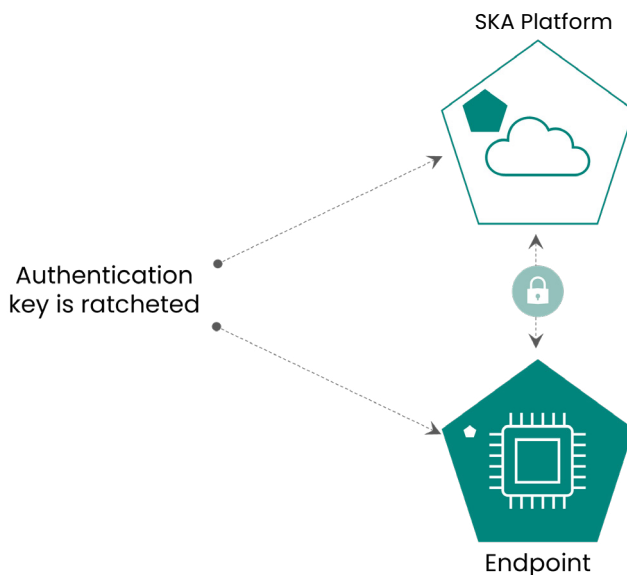 SKA Platform
Authentication
key is ratcheted
Endpoint